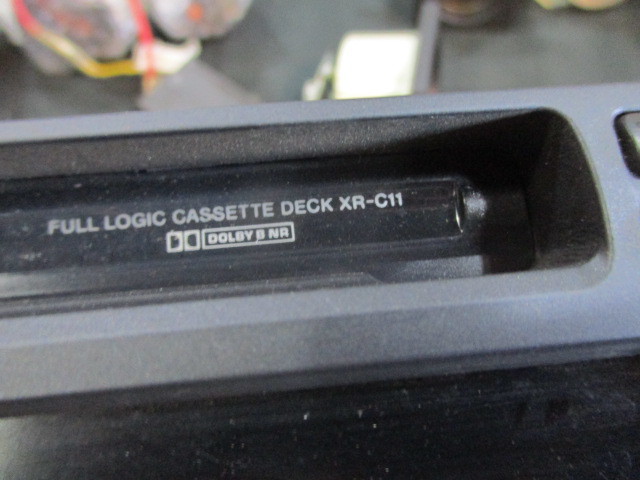 FULL LOGIC CASSETTE DECK XR-C11
DOLBY B NR